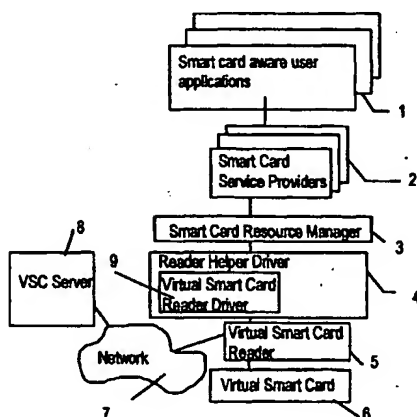 Smart card aware user
applications
1
Smart Card
Service Providers
2
8
Smart Card Resource Manager
3
9
Reader Helper Driver
VSC Server
Virtual Smart Card
Reader Driver
4
Virtual Smart Card
Reader
5
Network
Virtual Smart Card
7
6